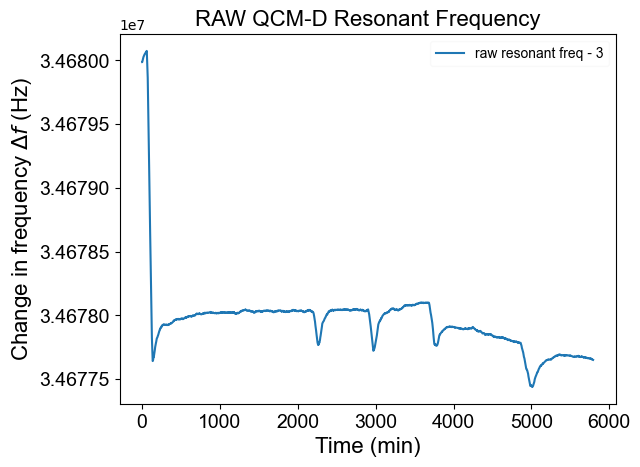 RAW QCM-D Resonant Frequency
1e7
raw resonant freq - 3
3.46800
3.46795
3.46790
3.46785
3.46780
3.46775
Change in frequency Δf (Hz)
0 1000 2000 3000 4000 5000 6000
Time (min)